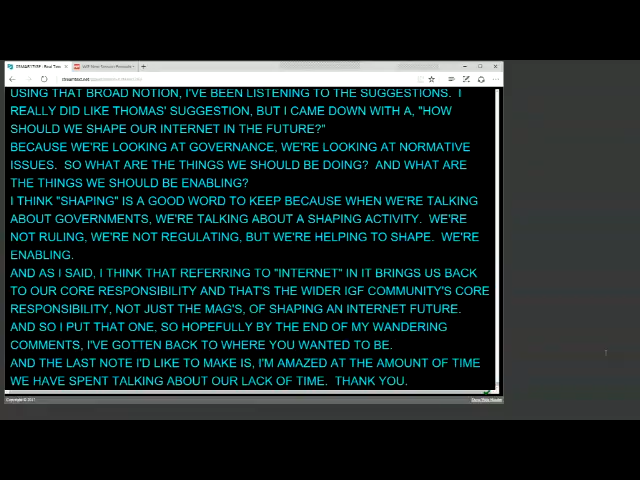 USING THAT BROAD NOTION, I'VE BEEN LISTENING TO THE SUGGESTIONS.  I
REALLY DID LIKE THOMAS' SUGGESTION, BUT I CAME DOWN WITH A, "HOW
SHOULD WE SHAPE OUR INTERNET IN THE FUTURE?"
BECAUSE WE'RE LOOKING AT GOVERNANCE, WE'RE LOOKING AT NORMATIVE
ISSUES.  SO WHAT ARE THE THINGS WE SHOULD BE DOING?  AND WHAT ARE
THE THINGS WE SHOULD BE ENABLING?
I THINK "SHAPING" IS A GOOD WORD TO KEEP BECAUSE WHEN WE'RE TALKING
ABOUT GOVERNMENTS, WE'RE TALKING ABOUT A SHAPING ACTIVITY.  WE'RE
NOT RULING, WE'RE NOT REGULATING, BUT WE'RE HELPING TO SHAPE.  WE'RE
ENABLING.
AND AS I SAID, I THINK THAT REFERRING TO "INTERNET" IN IT BRINGS US BACK
TO OUR CORE RESPONSIBILITY AND THAT'S THE WIDER IGF COMMUNITY'S CORE
RESPONSIBILITY, NOT JUST THE MAG'S, OF SHAPING AN INTERNET FUTURE.
AND SO I PUT THAT ONE, SO HOPEFULLY BY THE END OF MY WANDERING
COMMENTS, I'VE GOTTEN BACK TO WHERE YOU WANTED TO BE.
AND THE LAST NOTE I'D LIKE TO MAKE IS, I'M AMAZED AT THE AMOUNT OF TIME
WE HAVE SPENT TALKING ABOUT OUR LACK OF TIME.  THANK YOU.